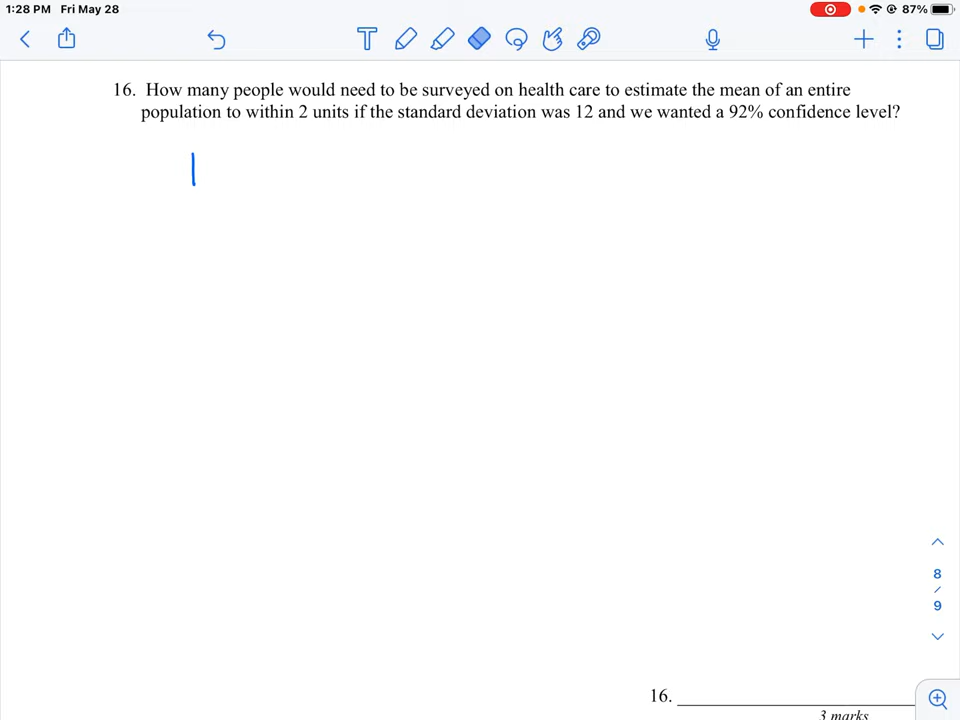 1:28 PM Fri May 28 87%
T
16. How many people would need to be surveyed on health care to estimate the mean of an entire
population to within 2 units if the standard deviation was 12 and we wanted a 92% confidence level?
8
/
9
16. ____________________
3 marks